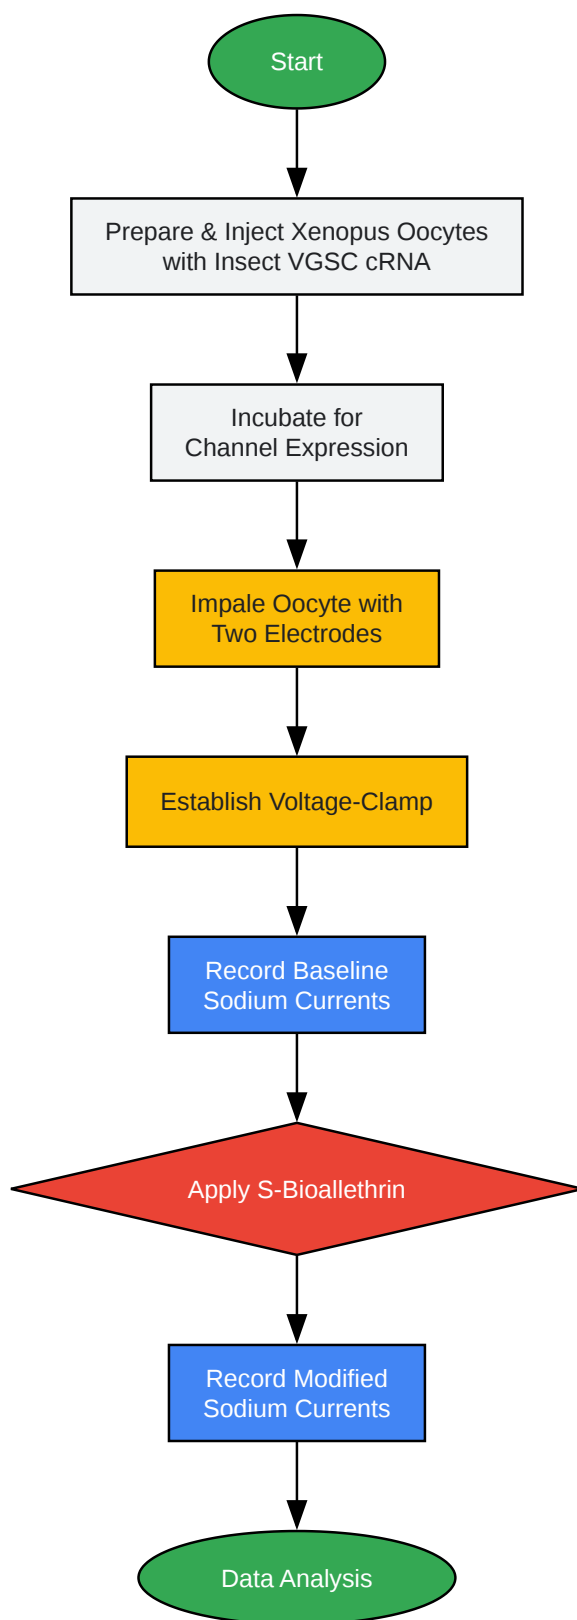 Start
Prepare & Inject Xenopus Oocytes
with Insect VGSC cRNA
Incubate for
Channel Expression
Impale Oocyte with
Two Electrodes
Establish Voltage-Clamp
Record Baseline
Sodium Currents
Apply S-Bioallethrin
Record Modified
Sodium Currents
Data Analysis